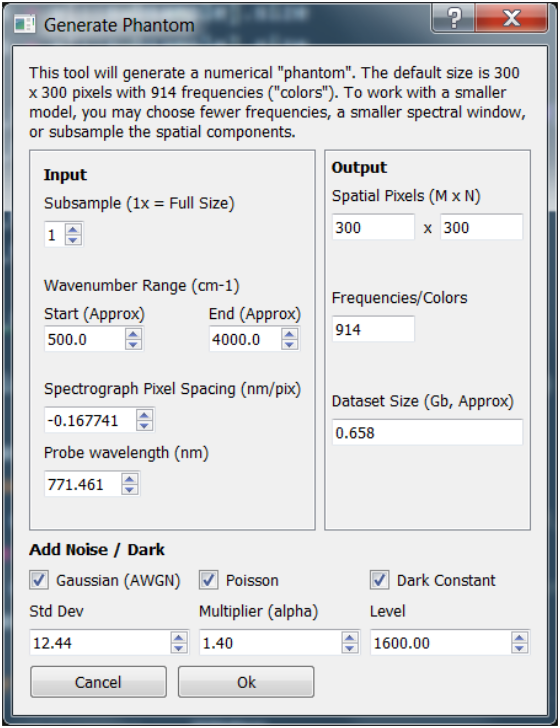 Generate Phantom
This tool will generate a numerical "phantom". The default size is 300
x 300 pixels with 914 frequencies ("colors"). To work with a smaller
model, you may choose fewer frequencies, a smaller spectral window,
or subsample the spatial components.
Input
Subsample (1x = Full Size)
1
Wavenumber Range (cm-1)
Start (Approx) End (Approx)
500.0 4000.0
Spectrograph Pixel Spacing (nm/pix)
-0.167741
Probe wavelength (nm)
771.461
Output
Spatial Pixels (M x N)
300 x 300
Frequencies/Colors
914
Dataset Size (Gb, Approx)
0.658
Add Noise / Dark
Gaussian (AWGN) Poisson Dark Constant
Std Dev Multiplier (alpha) Level
12.44 1.40 1600.00
Cancel Ok